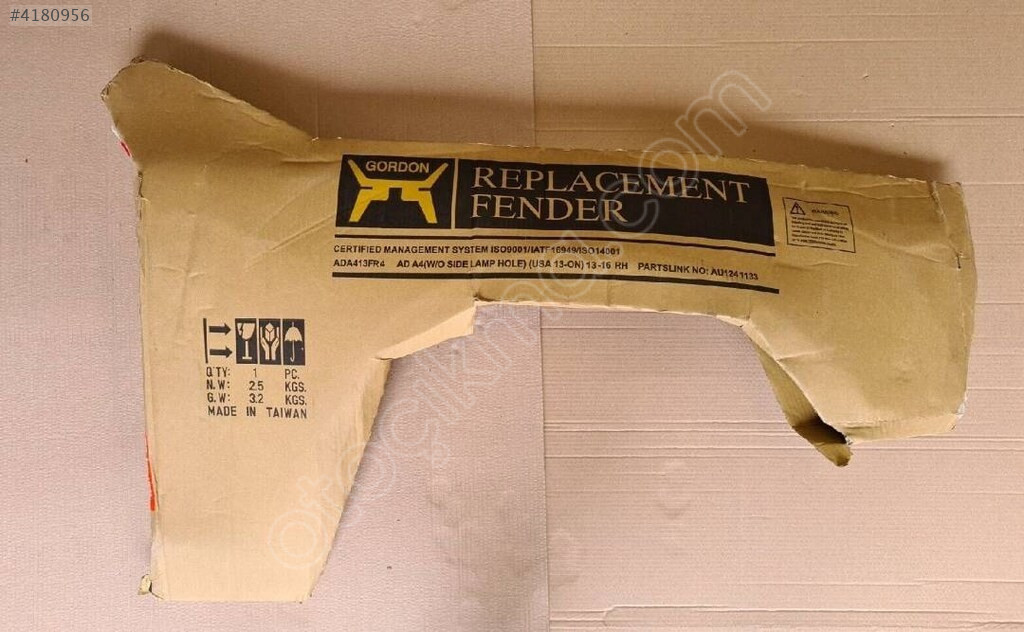 #4180956
GORDON
REPLACEMENT
FENDER
WARNING
CERTIFIED MANAGEMENT SYSTEM ISO9001/IATF16949/ISO14001
ADA413FR4 AD A4(W/O SIDE LAMP HOLE) (USA 13-ON) 13-16 RH PARTSLINK NO: AU1241133
Q'TY: 1 PC.
N.W: 2.5 KGS.
G.W: 3.2 KGS.
MADE IN TAIWAN